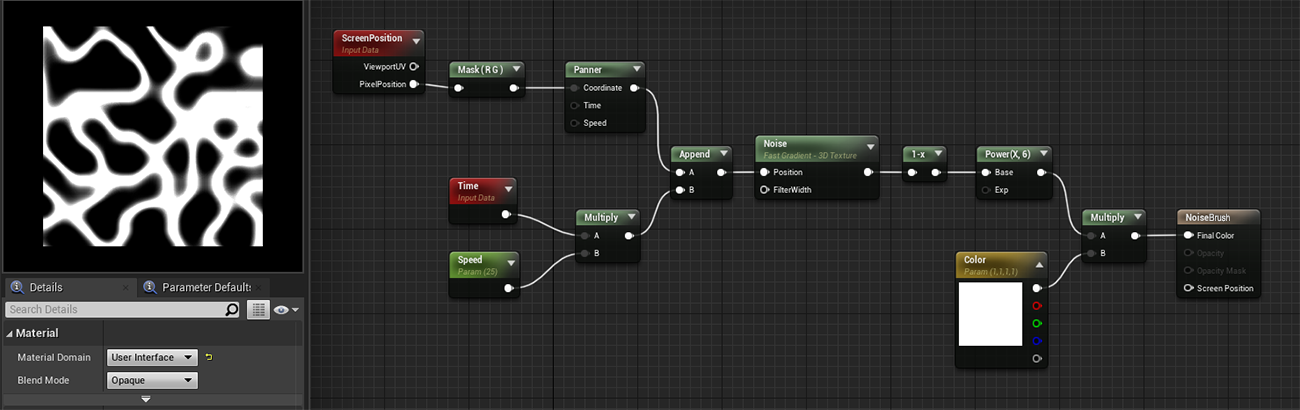 ScreenPosition
Input Data
ViewportUV
PixelPosition
Mask ( R G )
Panner
Coordinate
Time
Speed
Time
Input Data
Speed
Param (25)
Multiply
A
B
Append
A
B
Noise
Fast Gradient - 3D Texture
Position
FilterWidth
1-x
Power(X, 6)
Base
Exp
Color
Param (1,1,1,1)
Multiply
A
B
NoiseBrush
Final Color
Opacity
Opacity Mask
Screen Position
Details
Parameter Default
Search Details
Material
Material Domain
User Interface
Blend Mode
Opaque